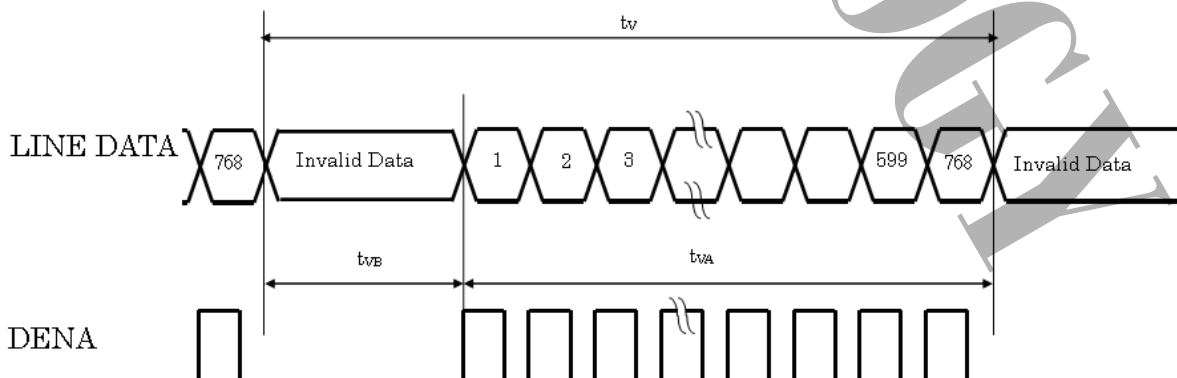 tV
LINE DATA 768 Invalid Data 1 2 3 599 768 Invalid Data
tVB tVA
DENA